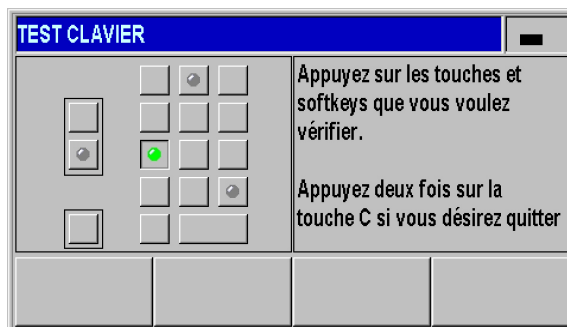 TEST CLAVIER
Appuyez sur les touches et
softkeys que vous voulez
vérifier.
Appuyez deux fois sur la
touche C si vous désirez quitter